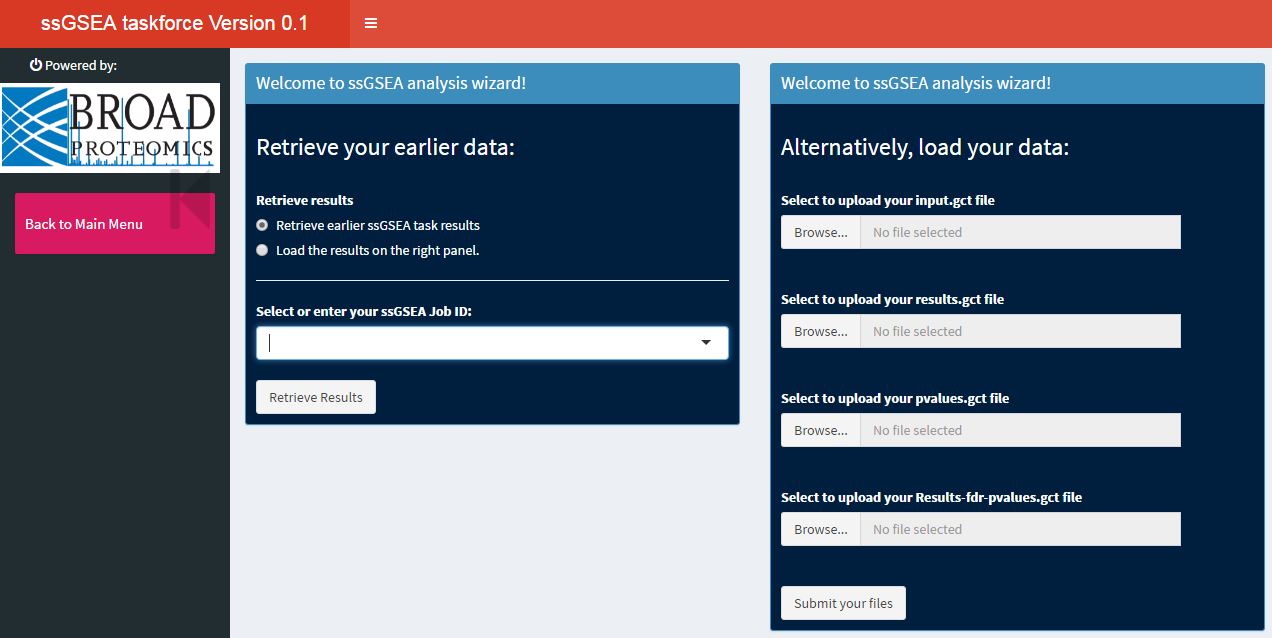 ssGSEA taskforce Version 0.1
Powered by:
BROAD
PROTEOMICS
Back to Main Menu
Welcome to ssGSEA analysis wizard!
Retrieve your earlier data:
Retrieve results
Retrieve earlier ssGSEA task results
Load the results on the right panel.
Select or enter your ssGSEA Job ID:
Retrieve Results
Welcome to ssGSEA analysis wizard!
Alternatively, load your data:
Select to upload your input.gct file
Browse... No file selected
Select to upload your results.gct file
Browse... No file selected
Select to upload your pvalues.gct file
Browse... No file selected
Select to upload your Results-fdr-pvalues.gct file
Browse... No file selected
Submit your files